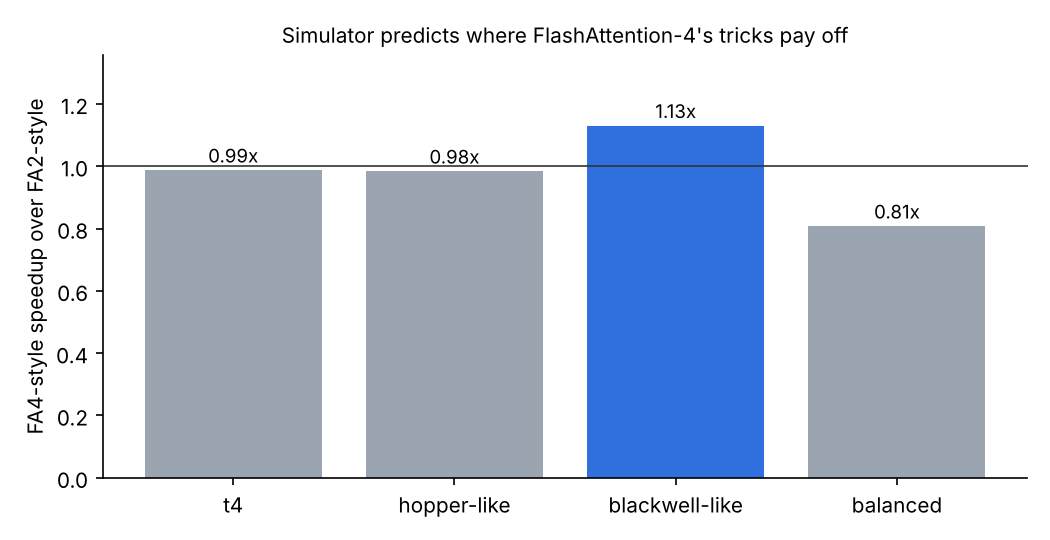 Simulator predicts where FlashAttention-4's tricks pay off
FA4-style speedup over FA2-style
1.2
1.0
0.8
0.6
0.4
0.2
0.0
0.99x
0.98x
1.13x
0.81x
t4
hopper-like
blackwell-like
balanced